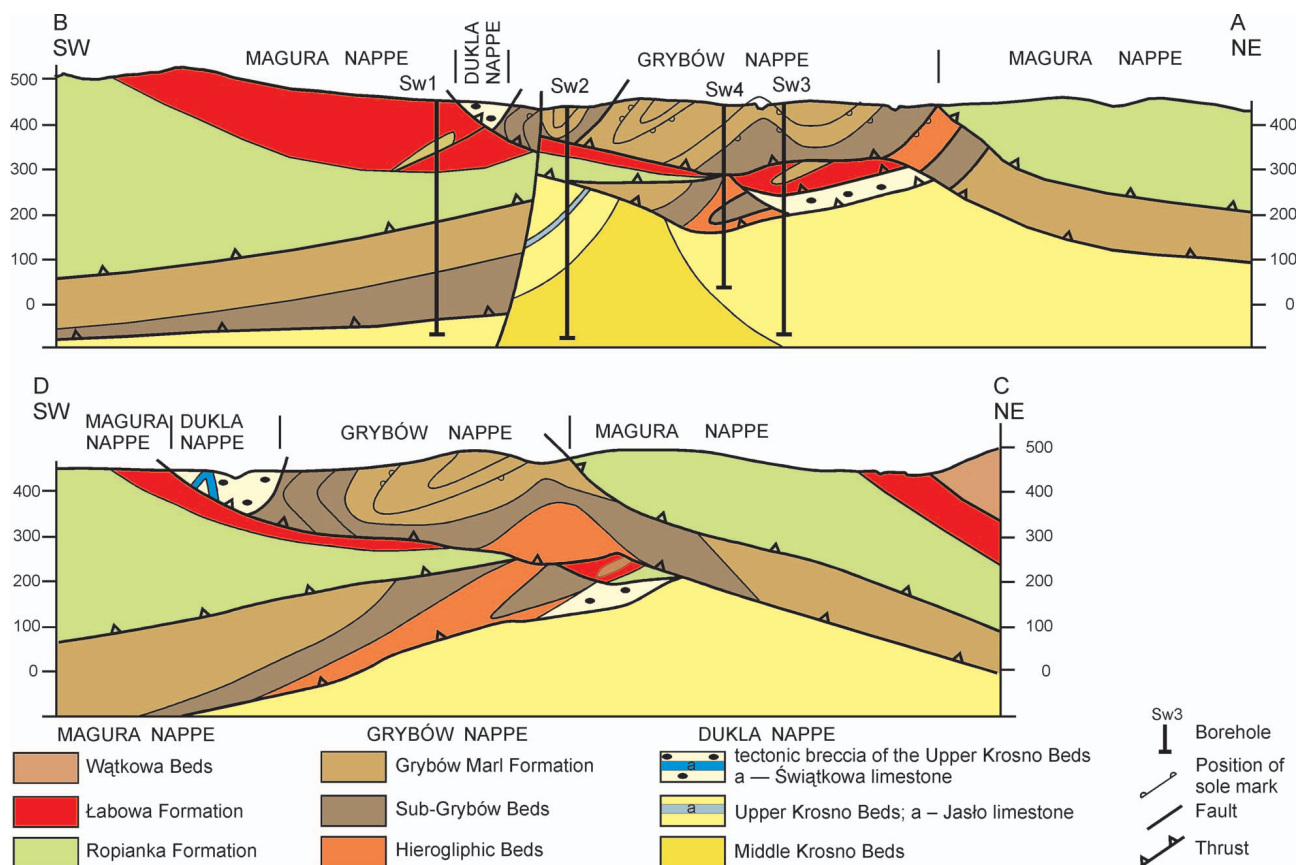 B
SW
MAGURA NAPPE
DUKLA
NAPPE
GRYBÓW NAPPE
MAGURA NAPPE
A
NE
Sw1
Sw2
Sw4
Sw3
500
400
300
200
100
0
400
300
200
100
0
D
SW
MAGURA
NAPPE
DUKLA
NAPPE
GRYBÓW NAPPE
MAGURA NAPPE
C
NE
400
300
200
100
0
500
400
300
200
100
0
MAGURA NAPPE
Wątkowa Beds
Łabowa Formation
Ropianka Formation
GRYBÓW NAPPE
Grybów Marl Formation
Sub-Grybów Beds
Hierogliphic Beds
DUKLA NAPPE
a
tectonic breccia of the Upper Krosno Beds
a — Świątkowa limestone
a
Upper Krosno Beds; a – Jasło limestone
Middle Krosno Beds
Sw3
Borehole
Position of
sole mark
Fault
Thrust